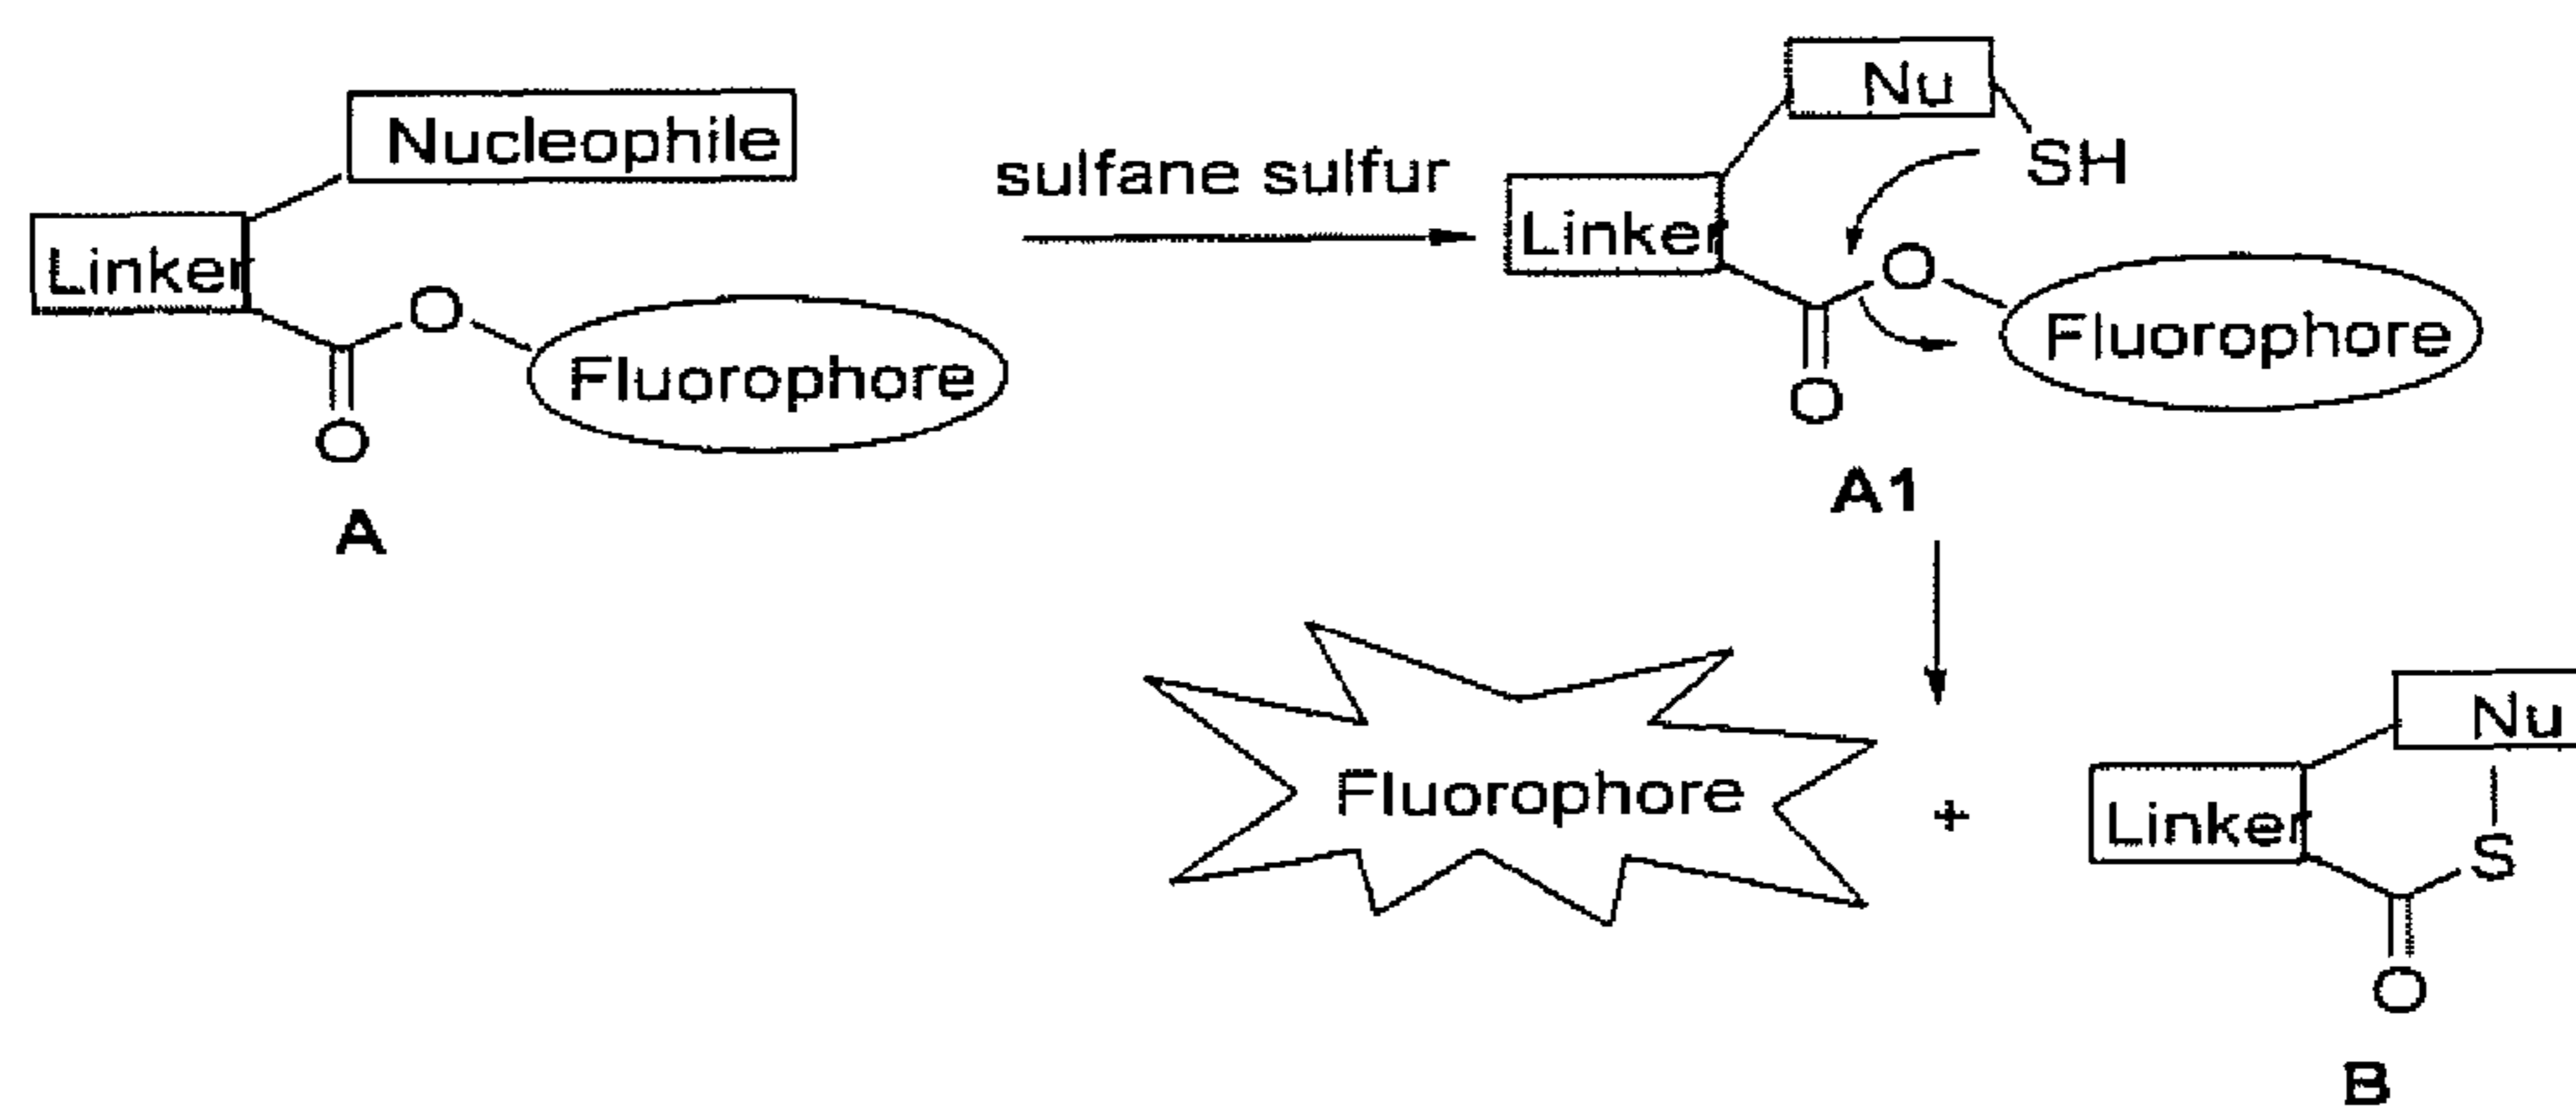 Nucleophile
Linker
O
Fluorophore
O
A
sulfane sulfur
Nu
SH
Linker
O
Fluorophore
O
A1
Fluorophore
+
Nu
Linker
S
O
B